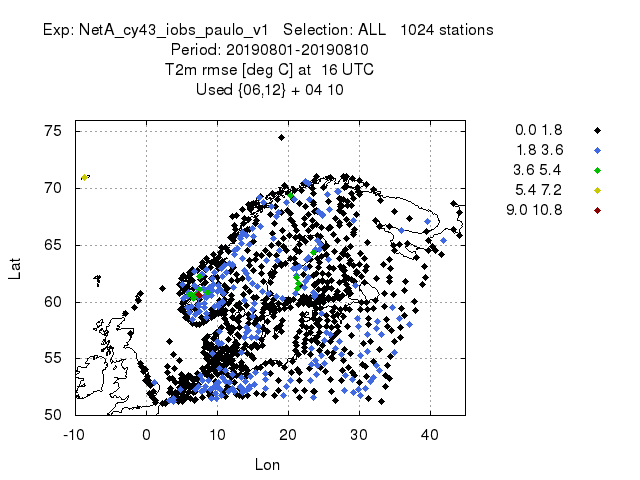 Exp: NetA_cy43_iobs_paulo_v1   Selection: ALL   1024 stations
Period: 20190801-20190810
T2m rmse [deg C] at  16 UTC
Used {06,12} + 04 10
0.0 1.8
1.8 3.6
3.6 5.4
5.4 7.2
9.0 10.8
Lat
75
70
65
60
55
50
-10 0 10 20 30 40
Lon